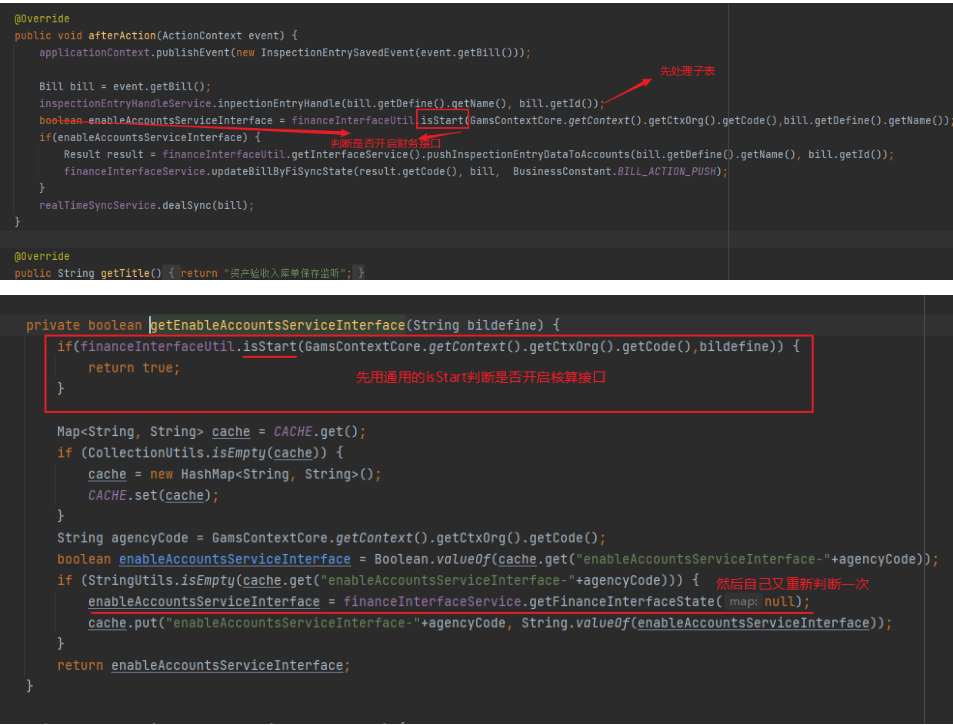 @Override
public void afterAction(ActionContext event) {
applicationContext.publishEvent(new InspectionEntrySavedEvent(event.getBill()));
先处理子表
Bill bill = event.getBill();
inspectionEntryHandleService.inpectionEntryHandle(bill.getDefine().getName(), bill.getId());
boolean enableAccountsServiceInterface = financeInterfaceUtil.isStart(GamsContextCore.getContext().getCtxOrg().getCode(),bill.getDefine().getName());
if(enableAccountsServiceInterface) {
判断是否开启财务接口
Result result = financeInterfaceUtil.getInterfaceService().pushInspectionEntryDataToAccounts(bill.getDefine().getName(), bill.getId());
financeInterfaceService.updateBillByFiSyncState(result.getCode(), bill, BusinessConstant.BILL_ACTION_PUSH);
}
realTimeSyncService.dealSync(bill);
}
@Override
public String getTitle() { return "资产验收入库单保存监听"; }
private boolean getEnableAccountsServiceInterface(String bildefine) {
if(financeInterfaceUtil.isStart(GamsContextCore.getContext().getCtxOrg().getCode(),bildefine)) {
return true;
先用通用的isStart判断是否开启核算接口
}
Map<String, String> cache = CACHE.get();
if (CollectionUtils.isEmpty(cache)) {
cache = new HashMap<String, String>();
CACHE.set(cache);
}
String agencyCode = GamsContextCore.getContext().getCtxOrg().getCode();
boolean enableAccountsServiceInterface = Boolean.valueOf(cache.get("enableAccountsServiceInterface-"+agencyCode));
if (StringUtils.isEmpty(cache.get("enableAccountsServiceInterface-"+agencyCode))) {
然后自己又重新判断一次
enableAccountsServiceInterface = financeInterfaceService.getFinanceInterfaceState( map: null);
cache.put("enableAccountsServiceInterface-"+agencyCode, String.valueOf(enableAccountsServiceInterface));
}
return enableAccountsServiceInterface;
}